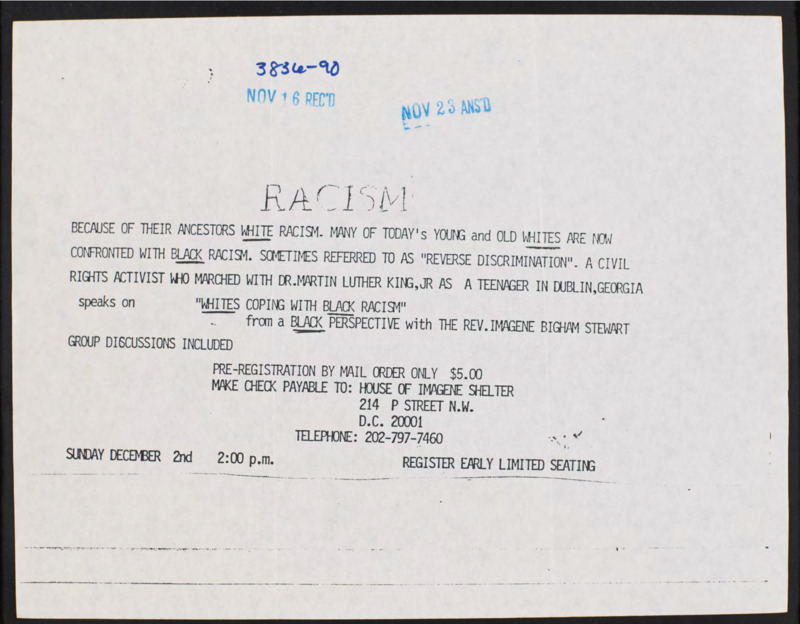 3834-90
NOV 16 REC'D
NOV 23 ANS'D
RACISM
BECAUSE OF THEIR ANCESTORS WHITE RACISM. MANY OF TODAY's YOUNG and OLD WHITES ARE NOW
CONFRONTED WITH BLACK RACISM. SOMETIMES REFERRED TO AS "REVERSE DISCRIMINATION". A CIVIL
RIGHTS ACTIVIST WHO MARCHED WITH DR.MARTIN LUTHER KING,JR AS A TEENAGER IN DUBLIN,GEORGIA
speaks on "WHITES COPING WITH BLACK RACISM"
from a BLACK PERSPECTIVE with THE REV.IMAGENE BIGHAM STEWART
GROUP DISCUSSIONS INCLUDED
PRE-REGISTRATION BY MAIL ORDER ONLY $5.00
MAKE CHECK PAYABLE TO: HOUSE OF IMAGENE SHELTER
214 P STREET N.W.
D.C. 20001
TELEPHONE: 202-797-7460
SUNDAY DECEMBER 2nd 2:00 p.m.
REGISTER EARLY LIMITED SEATING